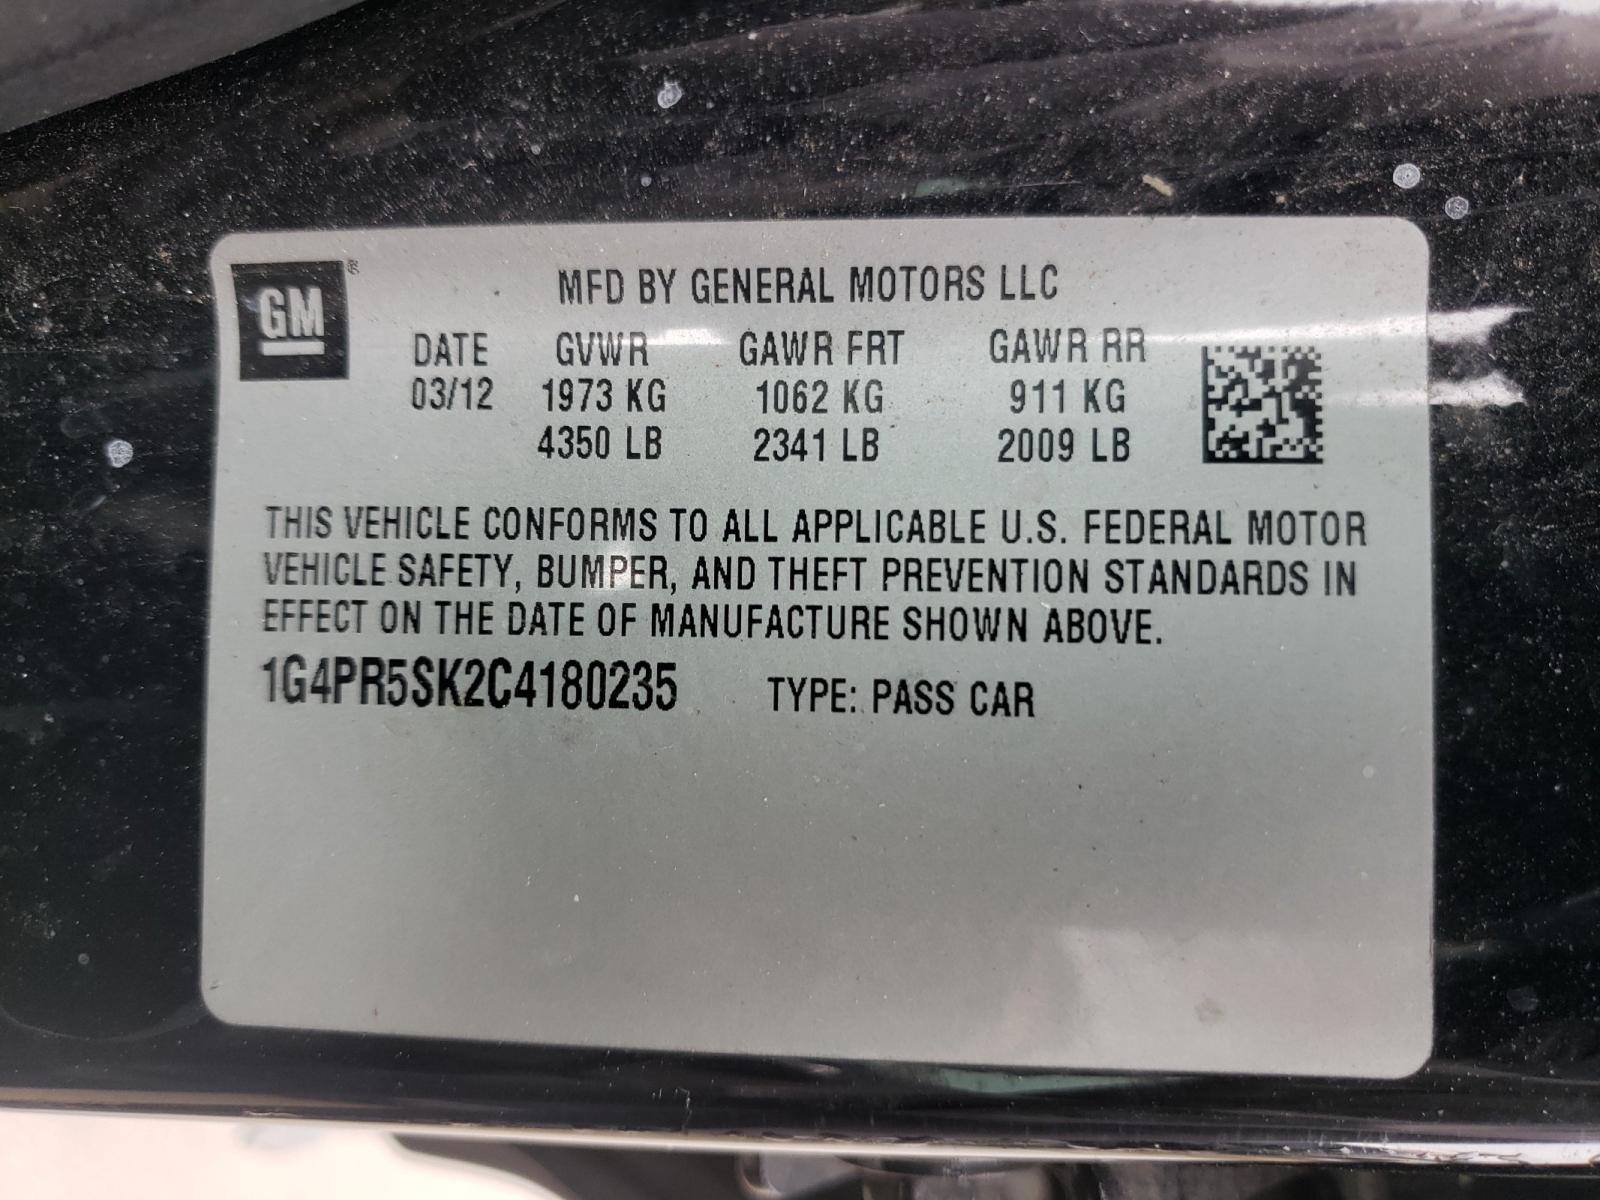 GM ®
MFD BY GENERAL MOTORS LLC
DATE GVWR GAWR FRT GAWR RR
03/12 1973 KG 1062 KG 911 KG
4350 LB 2341 LB 2009 LB
THIS VEHICLE CONFORMS TO ALL APPLICABLE U.S. FEDERAL MOTOR
VEHICLE SAFETY, BUMPER, AND THEFT PREVENTION STANDARDS IN
EFFECT ON THE DATE OF MANUFACTURE SHOWN ABOVE.
1G4PR5SK2C4180235 TYPE: PASS CAR